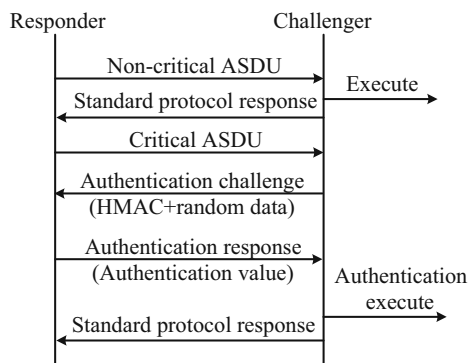 Responder
Challenger
Non-critical ASDU
Execute
Standard protocol response
Critical ASDU
Authentication challenge
(HMAC+random data)
Authentication response
(Authentication value)
Authentication
execute
Standard protocol response